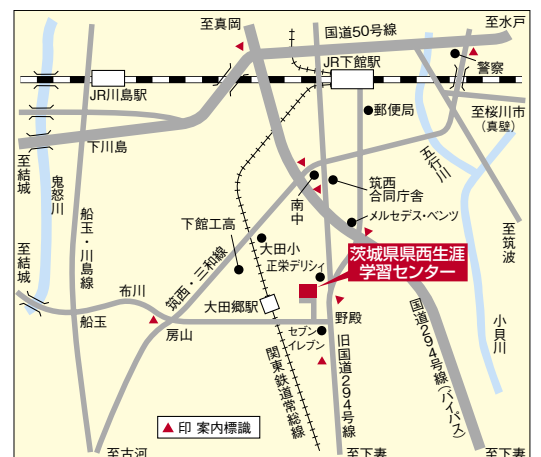 至真岡
国道50号線
至水戸
JR下館駅
警察
JR川島駅
郵便局
至桜川市
(真壁)
下川島
五行川
至結城
鬼怒川
船玉・川島線
南中
筑西
合同庁舎
メルセデス・ベンツ
至筑波
下館工高
大田小
正栄デリシィ
茨城県県西生涯
学習センター
至結城
布川
筑西・三和線
大田郷駅
船玉
房山
野殿
セブン
イレブン
小貝川
関東鉄道常総線
旧国道294号線
国道294号線(バイパス)
▲印 案内標識
至古河
至下妻
至下妻